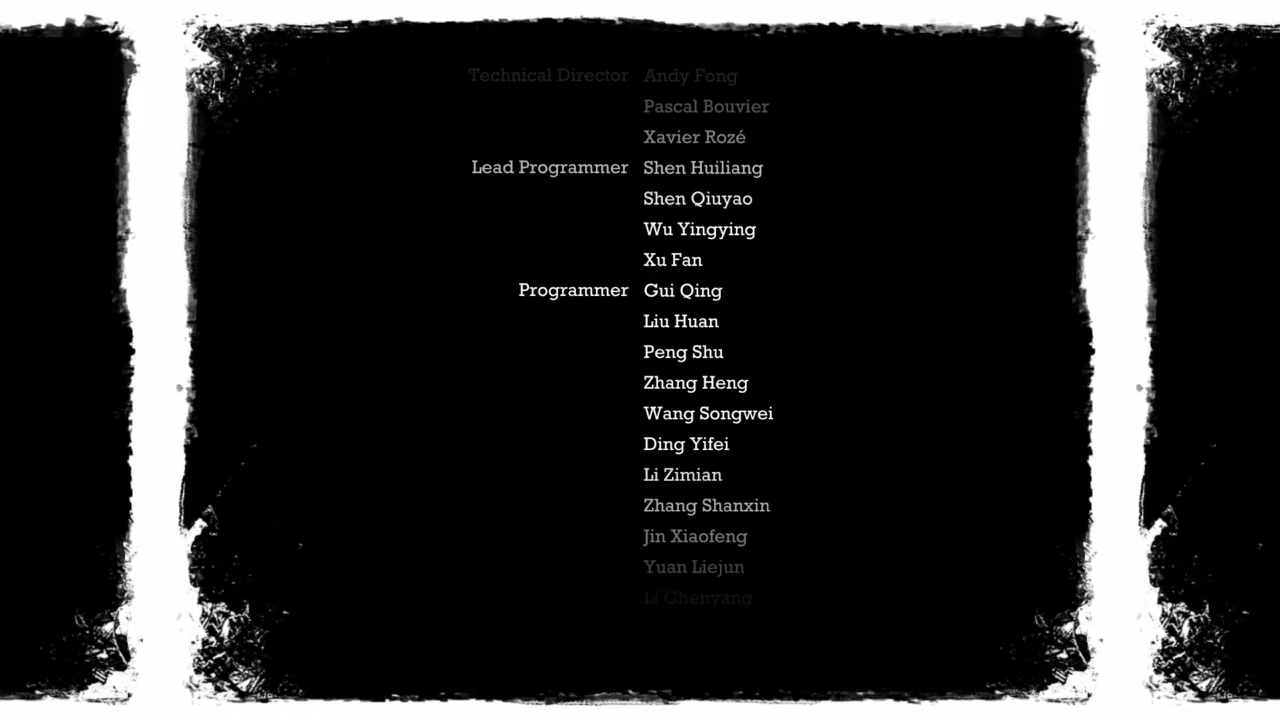 Technical Director Andy Fong
Pascal Bouvier
Xavier Rozé
Lead Programmer Shen Huiliang
Shen Qiuyao
Wu Yingying
Xu Fan
Programmer Gui Qing
Liu Huan
Peng Shu
Zhang Heng
Wang Songwei
Ding Yifei
Li Zimian
Zhang Shanxin
Jin Xiaofeng
Yuan Liejun
Li Chenyang